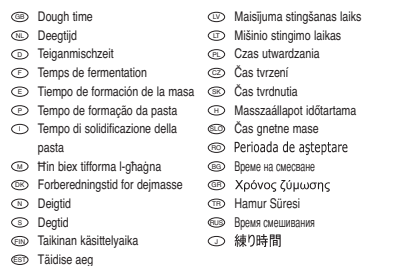 GB Dough time
NL Deegtijd
D Teiganmischzeit
F Temps de fermentation
E Tiempo de formación de la masa
P Tempo de formação da pasta
I Tempo di solidificazione della
pasta
M Ħin biex tifforma l-għaġna
DK Forberedningstid for dejmasse
N Deigtid
S Degtid
FIN Taikinan käsittelyaika
EST Täidise aeg
LV Maisījuma stingšanas laiks
LT Mišinio stingimo laikas
PL Czas utwardzania
CZ Čas tvrzení
SK Čas tvrdnutia
H Masszaállapot időtartama
SLO Čas gnetne mase
RO Perioada de aşteptare
BG Време на смесване
GR Χρόνος ζύμωσης
TR Hamur Süresi
RUS Время смешивания
J 練り時間